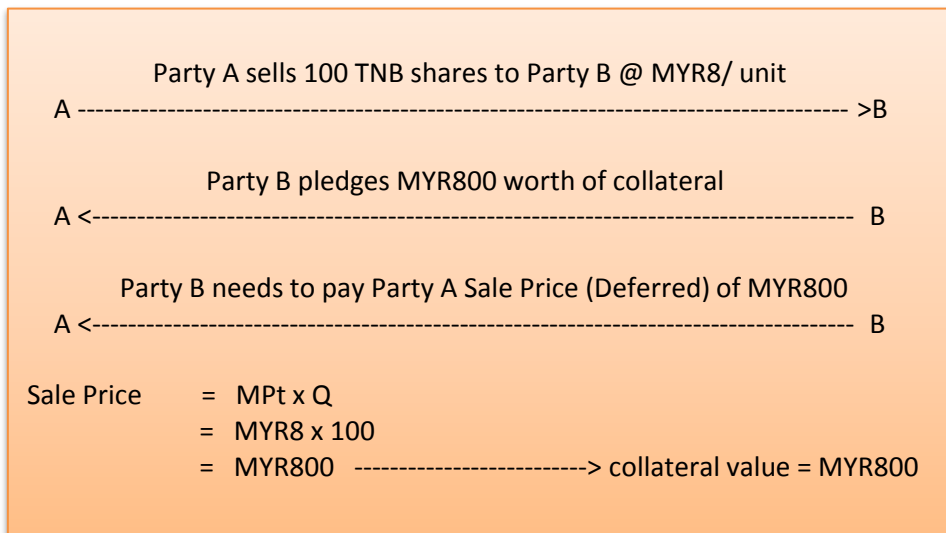 Party A sells 100 TNB shares to Party B @ MYR8/ unit
A -------------------------------------------------------------------------------------- >B
Party B pledges MYR800 worth of collateral
A <------------------------------------------------------------------------------------- B
Party B needs to pay Party A Sale Price (Deferred) of MYR800
A <------------------------------------------------------------------------------------- B
Sale Price = MPt x Q
= MYR8 x 100
= MYR800 --------------------------> collateral value = MYR800